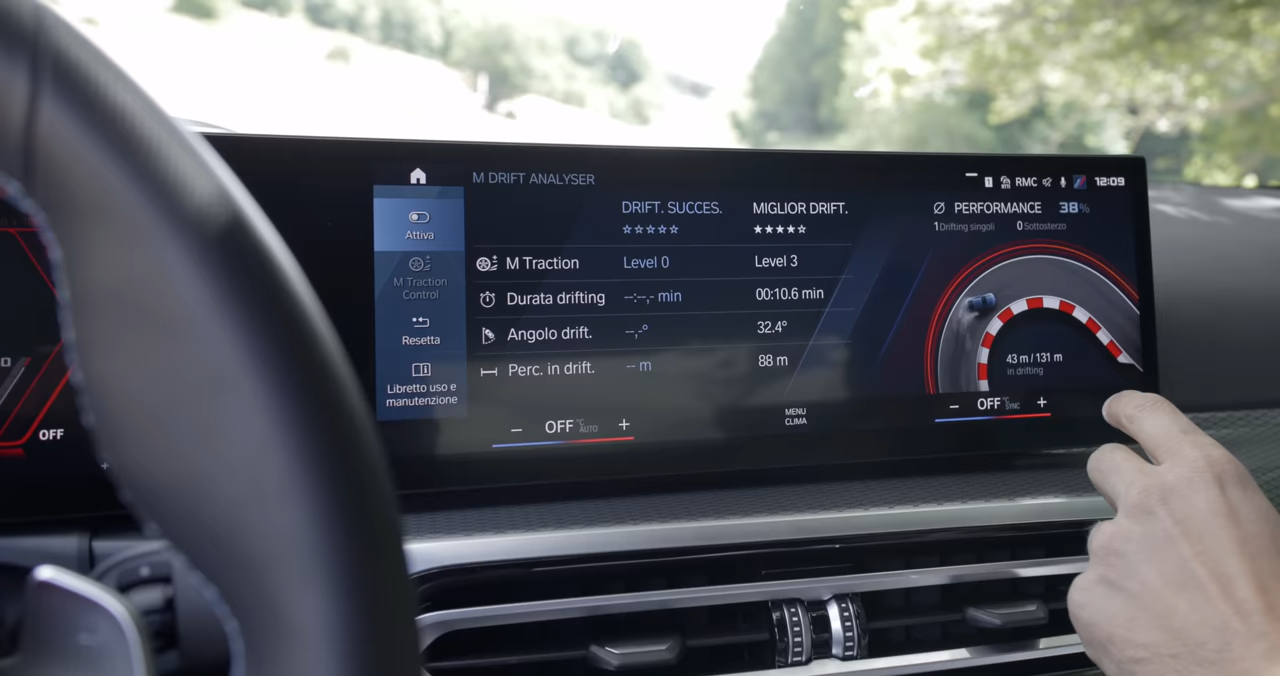 M DRIFT ANALYSER
1 RMC 12:09
Attiva
M Traction
Control
Resetta
Libretto uso e
manutenzione
DRIFT. SUCCES. MIGLIOR DRIFT.
☆☆☆☆☆ ★★★★☆
M Traction Level 0 Level 3
Durata drifting --:--,- min 00:10.6 min
Angolo drift. --,-° 32.4°
Perc. in drift. -- m 88 m
Ø PERFORMANCE 38%
1 Drifting singoli 0 Sottosterzo
43 m / 131 m
in drifting
− OFF °C AUTO +
MENU
CLIMA
− OFF °C SYNC +
OFF